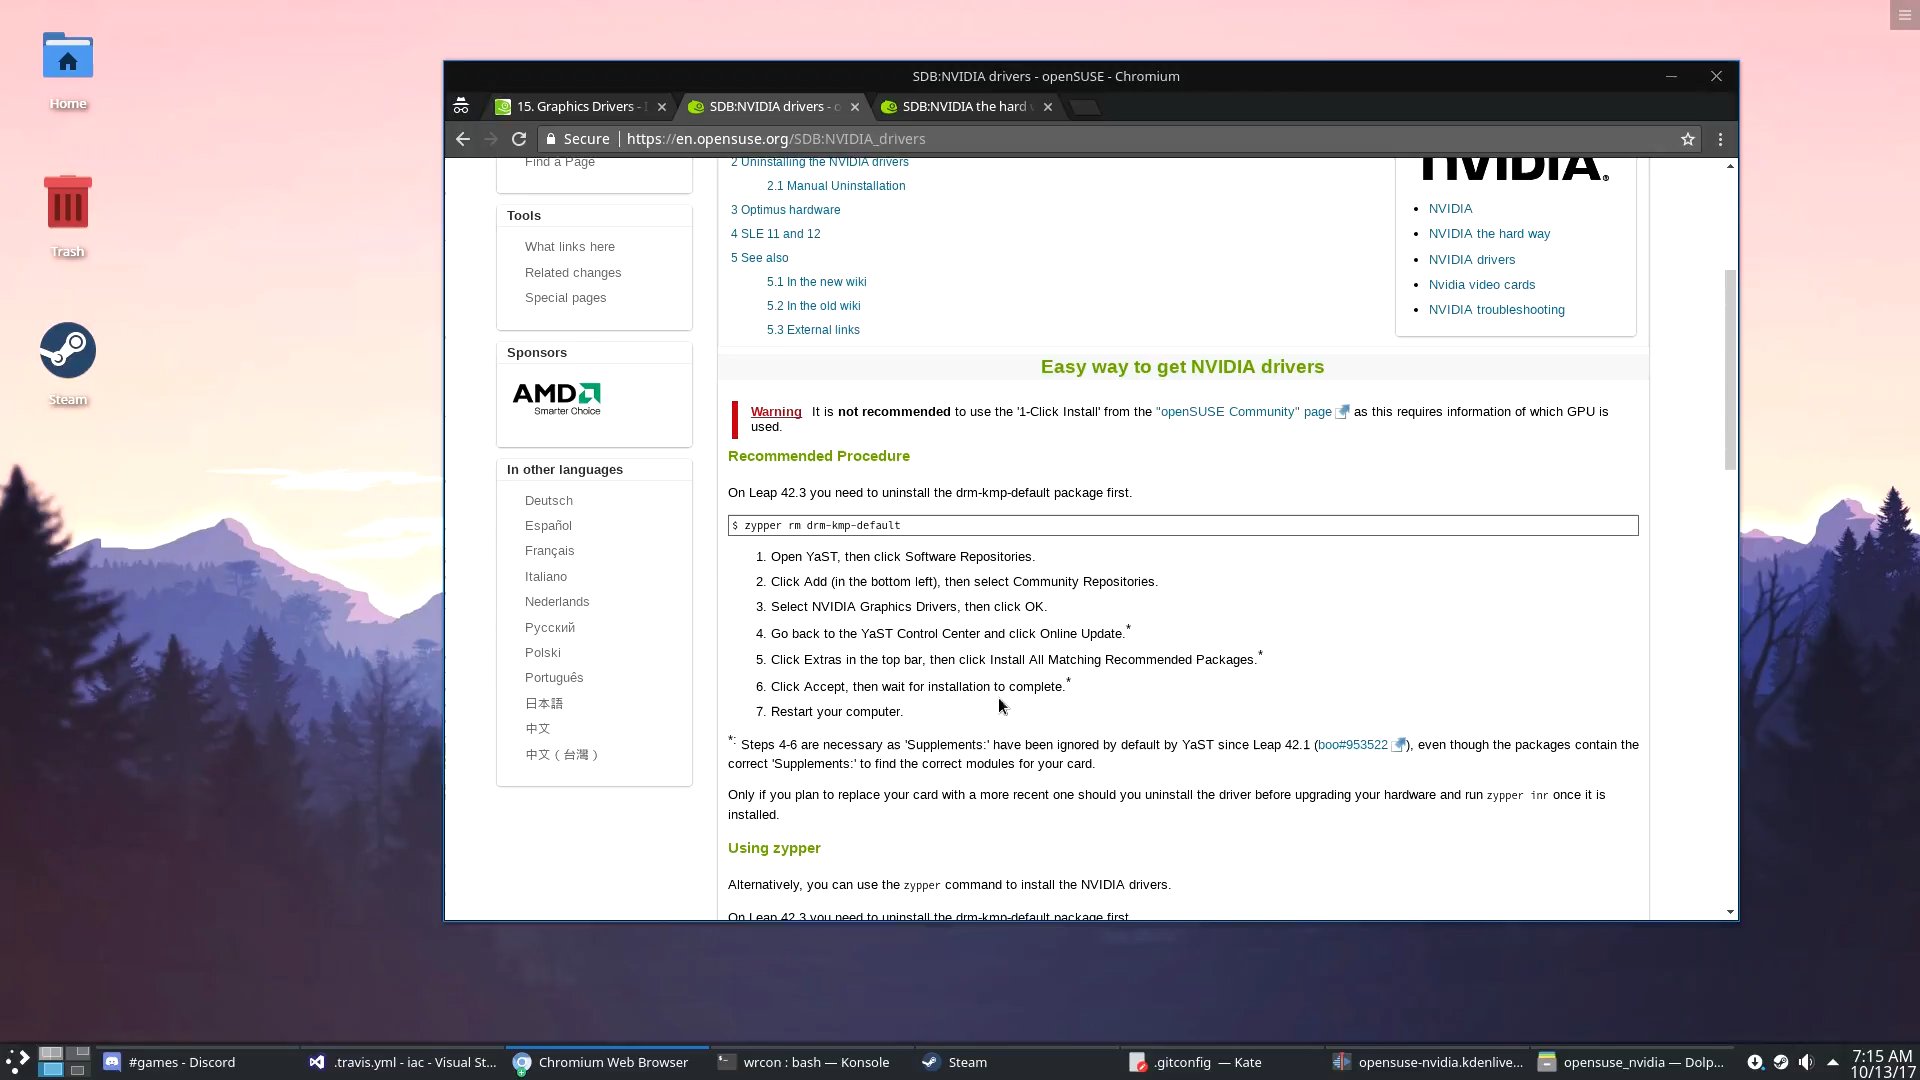 Home
Trash
Steam
SDB:NVIDIA drivers - openSUSE - Chromium
15. Graphics Drivers -
SDB:NVIDIA drivers - o
SDB:NVIDIA the hard
Secure
https://en.opensuse.org/SDB:NVIDIA_drivers
Find a Page
Tools
What links here
Related changes
Special pages
Sponsors
AMD
Smarter Choice
In other languages
Deutsch
Español
Français
Italiano
Nederlands
Русский
Polski
Português
日本語
中文
中文（台灣）
2 Uninstalling the NVIDIA drivers
2.1 Manual Uninstallation
3 Optimus hardware
4 SLE 11 and 12
5 See also
5.1 In the new wiki
5.2 In the old wiki
5.3 External links
NVIDIA.
NVIDIA
NVIDIA the hard way
NVIDIA drivers
Nvidia video cards
NVIDIA troubleshooting
Easy way to get NVIDIA drivers
Warning It is not recommended to use the '1-Click Install' from the "openSUSE Community" page as this requires information of which GPU is
used.
Recommended Procedure
On Leap 42.3 you need to uninstall the drm-kmp-default package first.
$ zypper rm drm-kmp-default
1. Open YaST, then click Software Repositories.
2. Click Add (in the bottom left), then select Community Repositories.
3. Select NVIDIA Graphics Drivers, then click OK.
4. Go back to the YaST Control Center and click Online Update.*
5. Click Extras in the top bar, then click Install All Matching Recommended Packages.*
6. Click Accept, then wait for installation to complete.*
7. Restart your computer.
*: Steps 4-6 are necessary as 'Supplements:' have been ignored by default by YaST since Leap 42.1 (boo#953522), even though the packages contain the
correct 'Supplements:' to find the correct modules for your card.
Only if you plan to replace your card with a more recent one should you uninstall the driver before upgrading your hardware and run zypper inr once it is
installed.
Using zypper
Alternatively, you can use the zypper command to install the NVIDIA drivers.
On Leap 42.3 you need to uninstall the drm-kmp-default package first.
#games - Discord
.travis.yml - iac - Visual St...
Chromium Web Browser
wrcon : bash — Konsole
Steam
.gitconfig — Kate
opensuse-nvidia.kdenlive...
opensuse_nvidia — Dolp...
7:15 AM
10/13/17